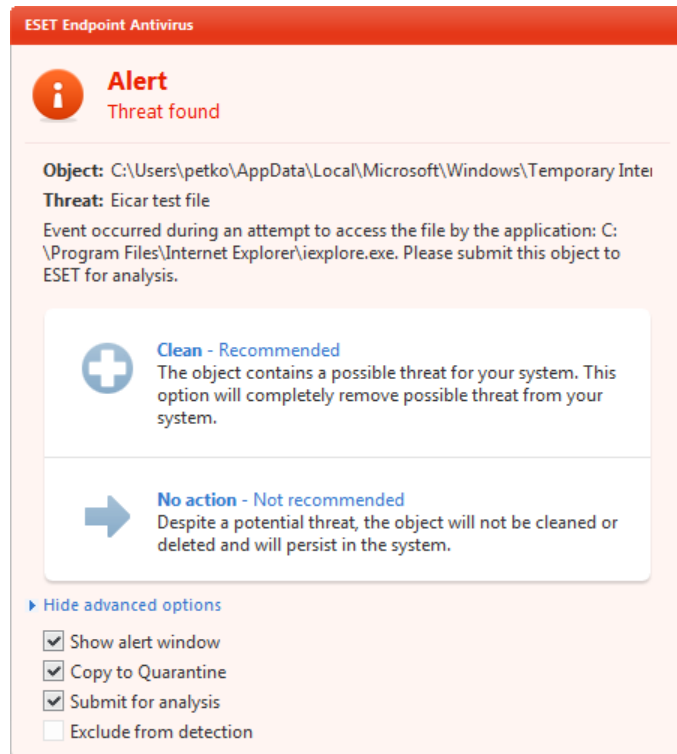 ESET Endpoint Antivirus
Alert
Threat found
Object: C:\Users\petko\AppData\Local\Microsoft\Windows\Temporary Inter
Threat: Eicar test file
Event occurred during an attempt to access the file by the application: C:
\Program Files\Internet Explorer\iexplore.exe. Please submit this object to
ESET for analysis.
Clean - Recommended
The object contains a possible threat for your system. This
option will completely remove possible threat from your
system.
No action - Not recommended
Despite a potential threat, the object will not be cleaned or
deleted and will persist in the system.
Hide advanced options
Show alert window
Copy to Quarantine
Submit for analysis
Exclude from detection